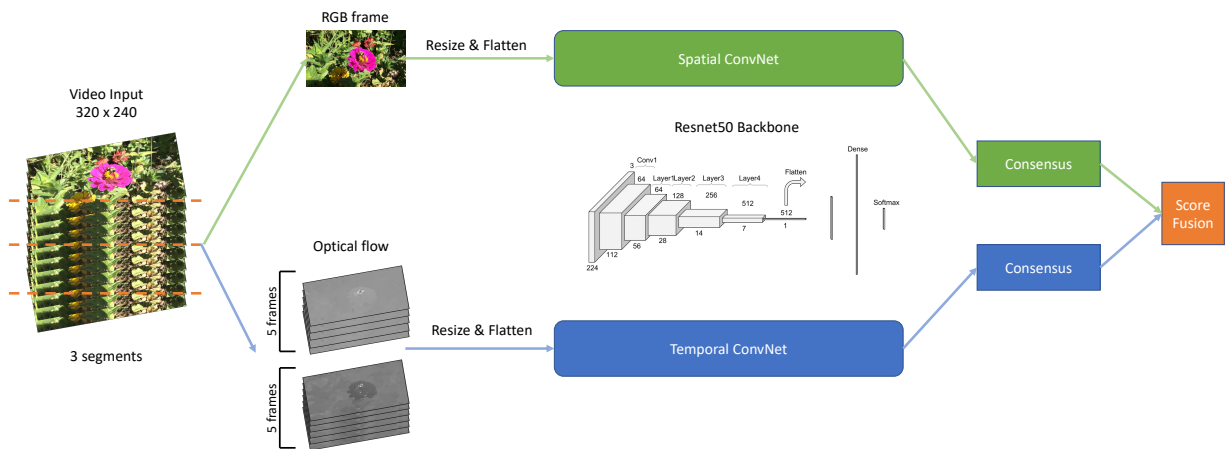 RGB frame
Resize & Flatten
Spatial ConvNet
Video Input
320 x 240
Resnet50 Backbone
Dense
3
Conv1
64
Layer1
Layer2
Layer3
Layer4
Flatten
64
128
256
512
512
Softmax
224
112
56
28
14
7
1
Consensus
Score
Fusion
Optical flow
5 frames
Resize & Flatten
Temporal ConvNet
Consensus
3 segments
5 frames